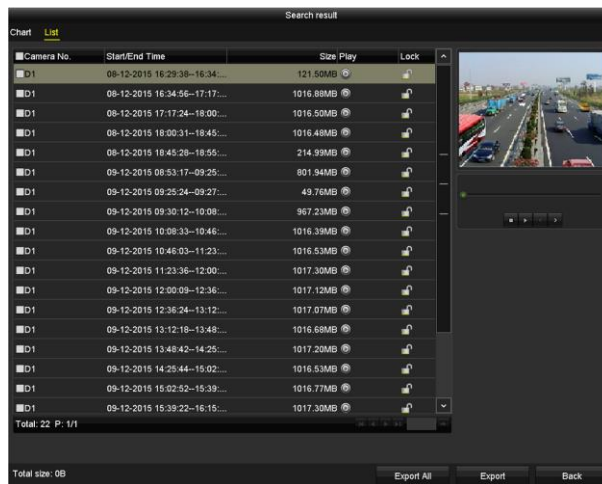 Search result
Chart List
Camera No. Start/End Time Size Play Lock
D1 08-12-2015 16:29:38--16:34:... 121.50MB
D1 08-12-2015 16:34:56--17:17:... 1016.88MB
D1 08-12-2015 17:17:24--18:00:... 1016.50MB
D1 08-12-2015 18:00:31--18:45:... 1016.48MB
D1 08-12-2015 18:45:28--18:55:... 214.99MB
D1 09-12-2015 08:53:17--09:25:... 801.94MB
D1 09-12-2015 09:25:24--09:27:... 49.76MB
D1 09-12-2015 09:30:12--10:08:... 967.23MB
D1 09-12-2015 10:08:33--10:46:... 1016.39MB
D1 09-12-2015 10:46:03--11:23:... 1016.53MB
D1 09-12-2015 11:23:36--12:00:... 1017.30MB
D1 09-12-2015 12:00:09--12:36:... 1017.12MB
D1 09-12-2015 12:36:24--13:12:... 1017.07MB
D1 09-12-2015 13:12:18--13:48:... 1016.68MB
D1 09-12-2015 13:48:42--14:25:... 1017.20MB
D1 09-12-2015 14:25:44--15:02:... 1016.53MB
D1 09-12-2015 15:02:52--15:39:... 1016.77MB
D1 09-12-2015 15:39:22--16:15:... 1017.30MB
Total: 22 P: 1/1
Total size: 0B Export All Export Back